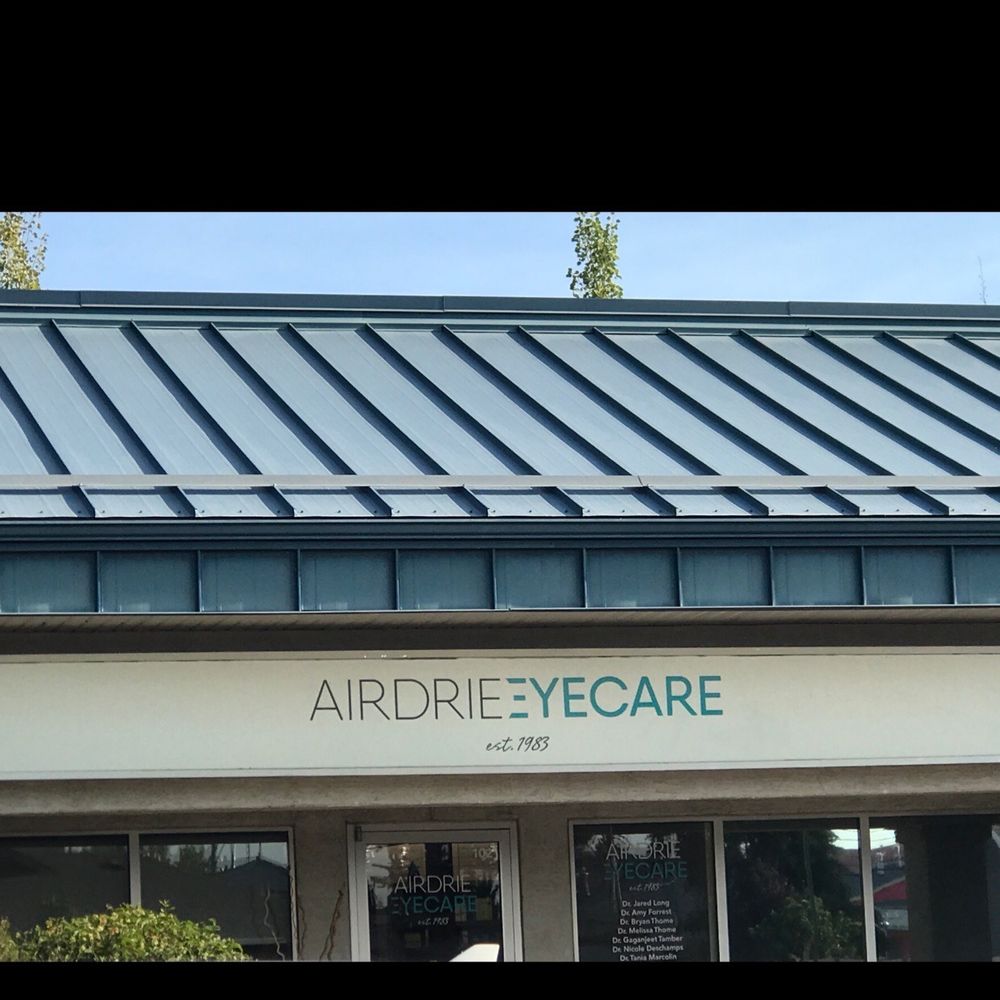 AIRDRIE EYECARE
est. 1983
102
AIRDRIE
EYECARE
est. 1983
AIRDRIE
EYECARE
est. 1983
Dr. Jared Long
Dr. Amy Forrest
Dr. Bryan Thome
Dr. Melissa Thome
Dr. Gaganjeet Tamber
Dr. Nicole Deschamps
Dr. Tania Marcolin